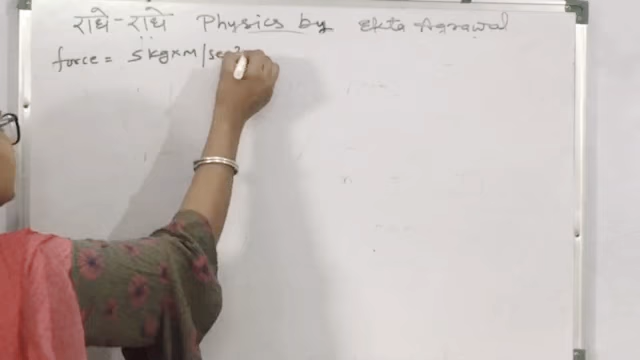 राधे-राधे Physics by Ekta Agrawal
force = 5 kg×m/sec²